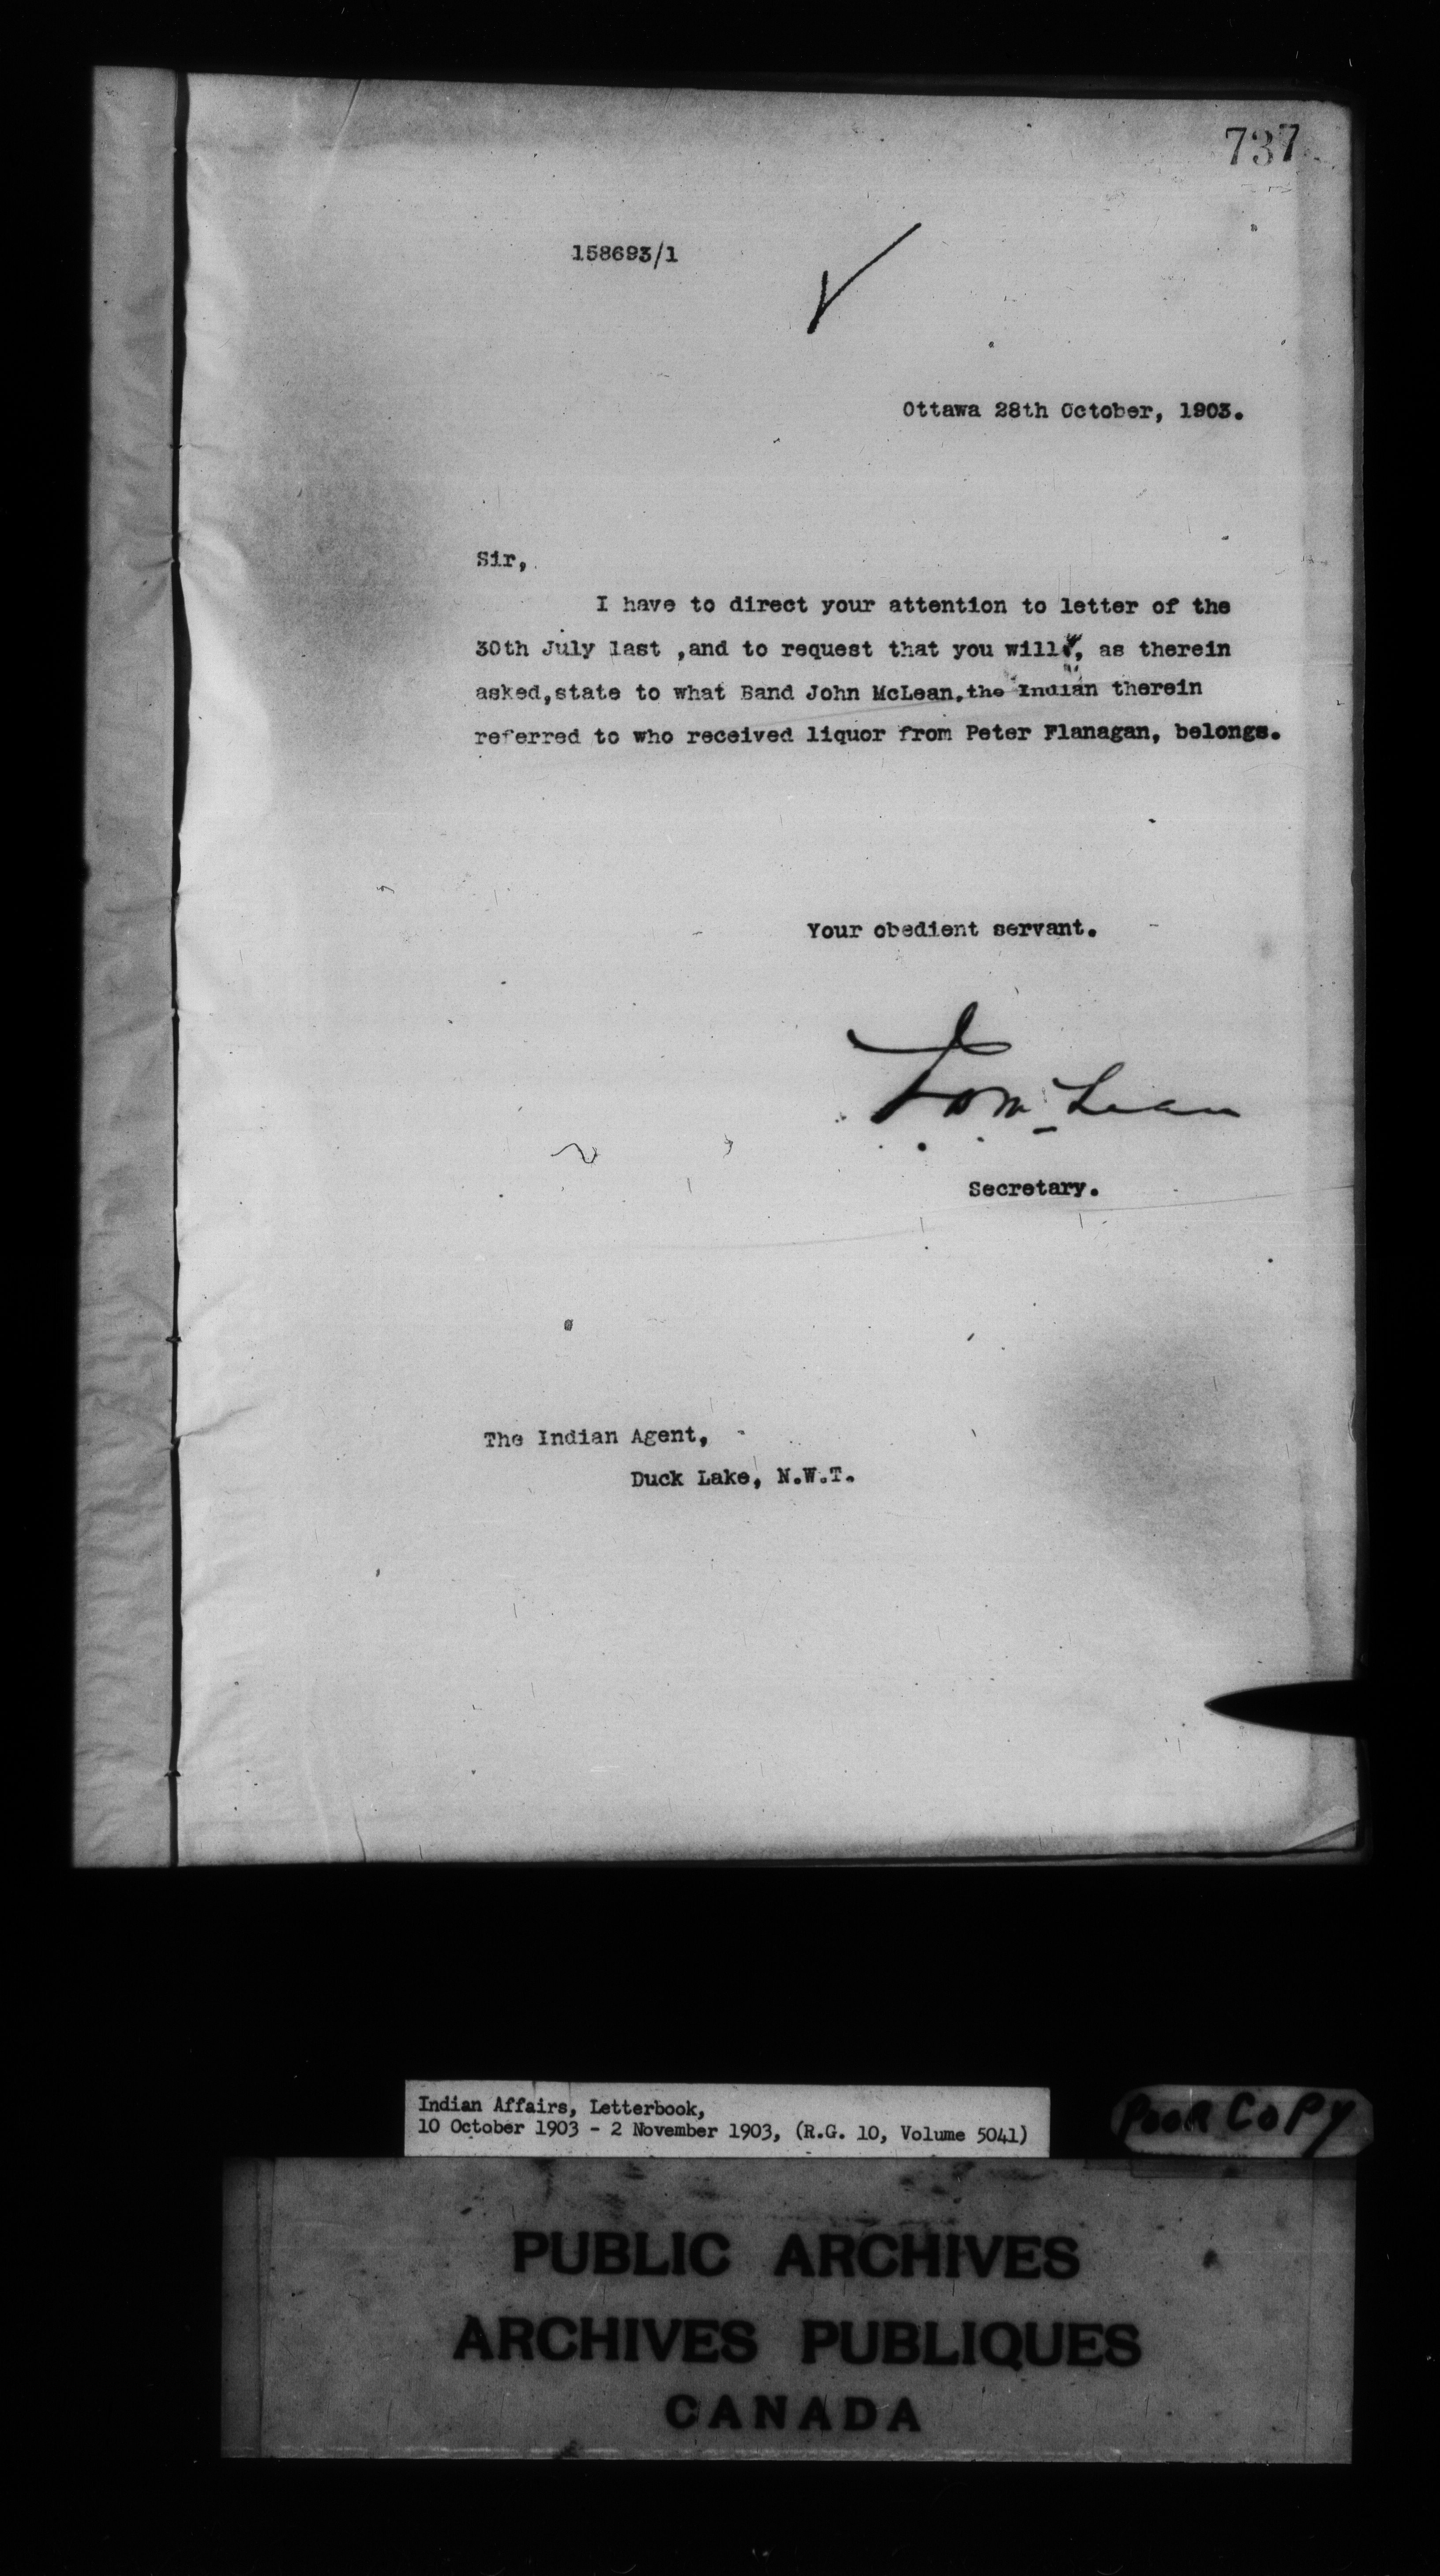 737
158693/1
Ottawa 28th October, 1903.
Sir,
I have to direct your attention to letter of the
30th July last ,and to request that you will, as therein
asked,state to what Band John McLean,the Indian therein
referred to who received liquor from Peter Flanagan, belongs.
Your obedient servant.
J D McLean
Secretary.
The Indian Agent,
Duck Lake, N.W.T.
Indian Affairs, Letterbook,
10 October 1903 - 2 November 1903, (R.G. 10, Volume 5041)
POOR COPY
PUBLIC ARCHIVES
ARCHIVES PUBLIQUES
CANADA